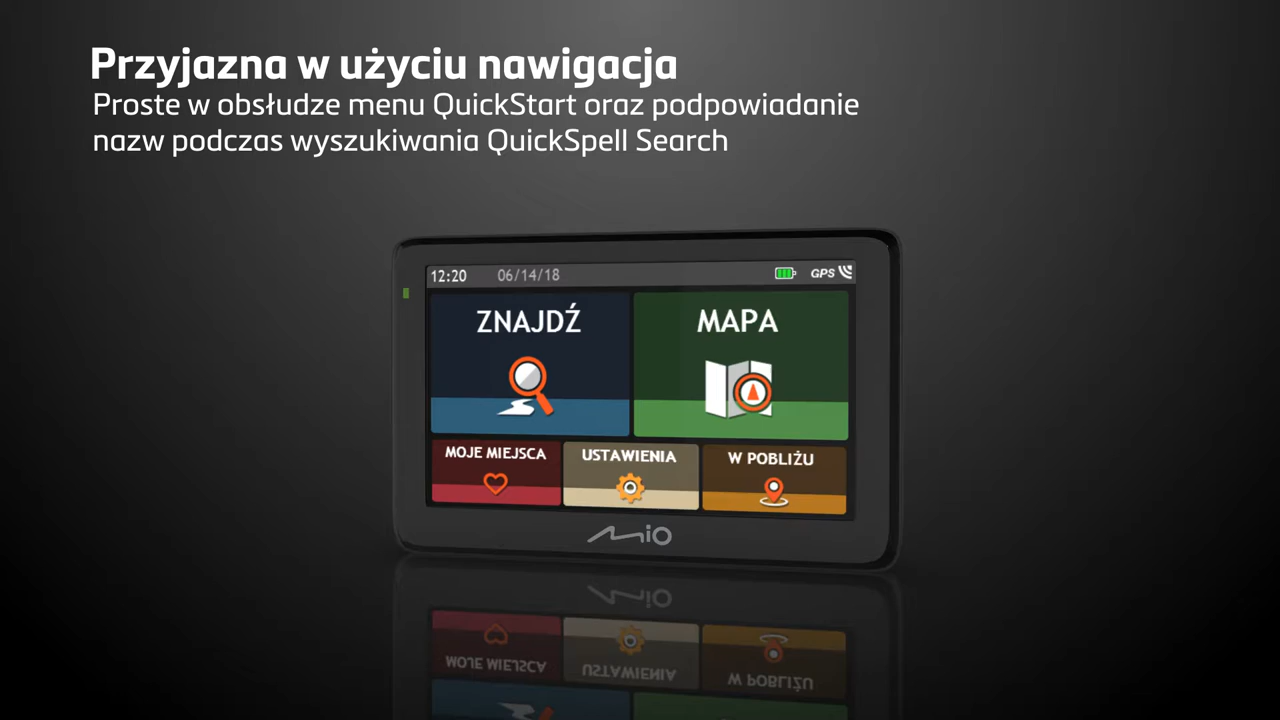 Przyjazna w użyciu nawigacja
Proste w obsłudze menu QuickStart oraz podpowiadanie
nazw podczas wyszukiwania QuickSpell Search
12:20 06/14/18 GPS
ZNAJDŹ MAPA
MOJE MIEJSCA USTAWIENIA W POBLIŻU
Mio